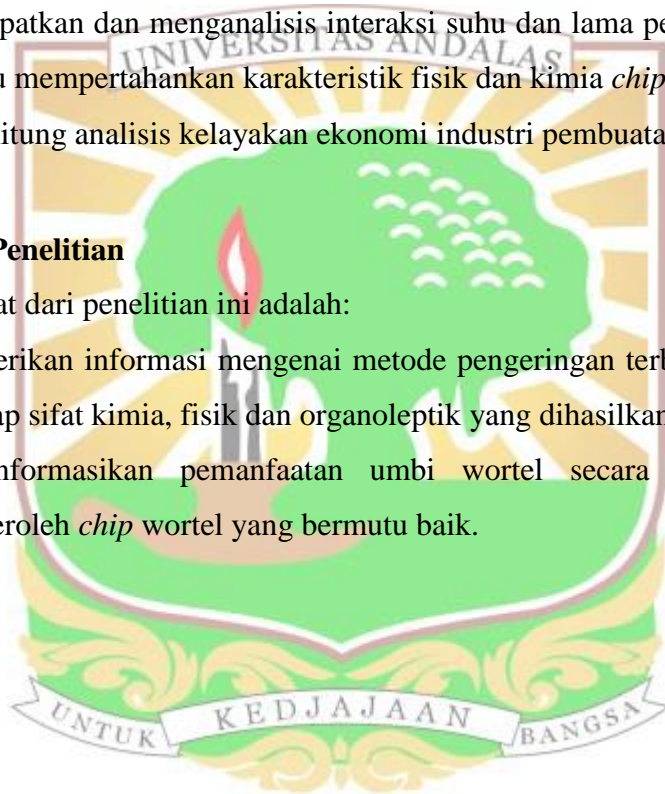 patkan dan menganalisis interaksi suhu dan lama pe
UNIVERSITAS ANDALAS
u mempertahankan karakteristik fisik dan kimia chip
itung analisis kelayakan ekonomi industri pembuata
Penelitian
at dari penelitian ini adalah:
erikan informasi mengenai metode pengeringan terb
ap sifat kimia, fisik dan organoleptik yang dihasilkan
nformasikan pemanfaatan umbi wortel secara
eroleh chip wortel yang bermutu baik.
UNTUK KEDJAJAAN BANGSA